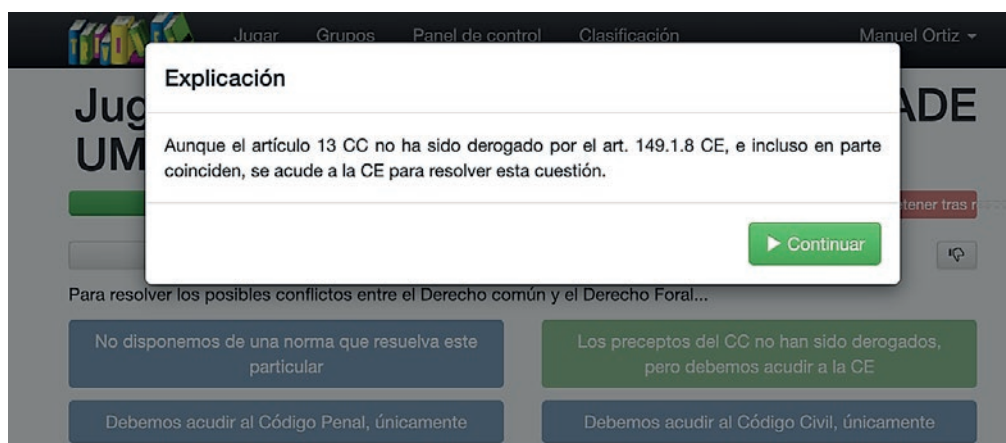 Jugar Grupos Panel de control Clasificación Manuel Ortiz
Explicación
Aunque el artículo 13 CC no ha sido derogado por el art. 149.1.8 CE, e incluso en parte
coinciden, se acude a la CE para resolver esta cuestión.
Continuar
ADE
UM
tener tras
Para resolver los posibles conflictos entre el Derecho común y el Derecho Foral...
No disponemos de una norma que resuelva este
particular
Los preceptos del CC no han sido derogados,
pero debemos acudir a la CE
Debemos acudir al Código Penal, únicamente
Debemos acudir al Código Civil, únicamente